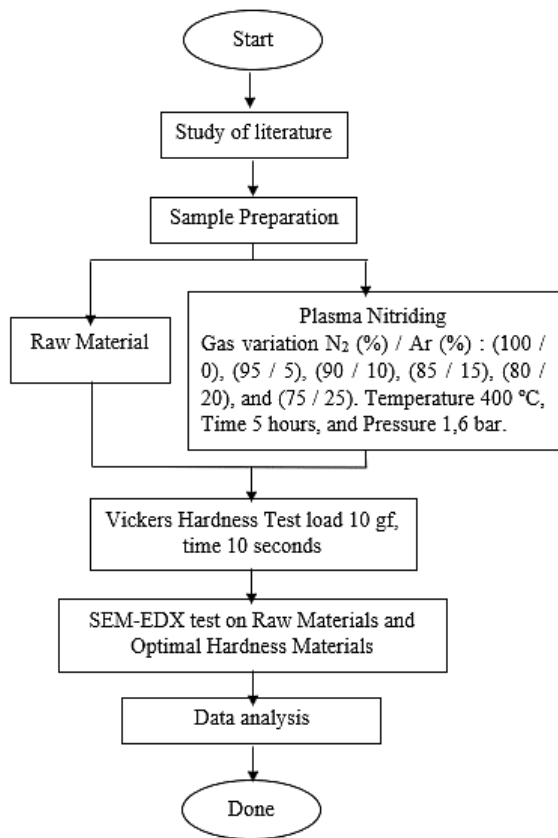 Start
Study of literature
Sample Preparation
Raw Material
Plasma Nitriding
Gas variation N₂ (%) / Ar (%) : (100 /
0), (95 / 5), (90 / 10), (85 / 15), (80 /
20), and (75 / 25). Temperature 400 °C,
Time 5 hours, and Pressure 1,6 bar.
Vickers Hardness Test load 10 gf,
time 10 seconds
SEM-EDX test on Raw Materials and
Optimal Hardness Materials
Data analysis
Done